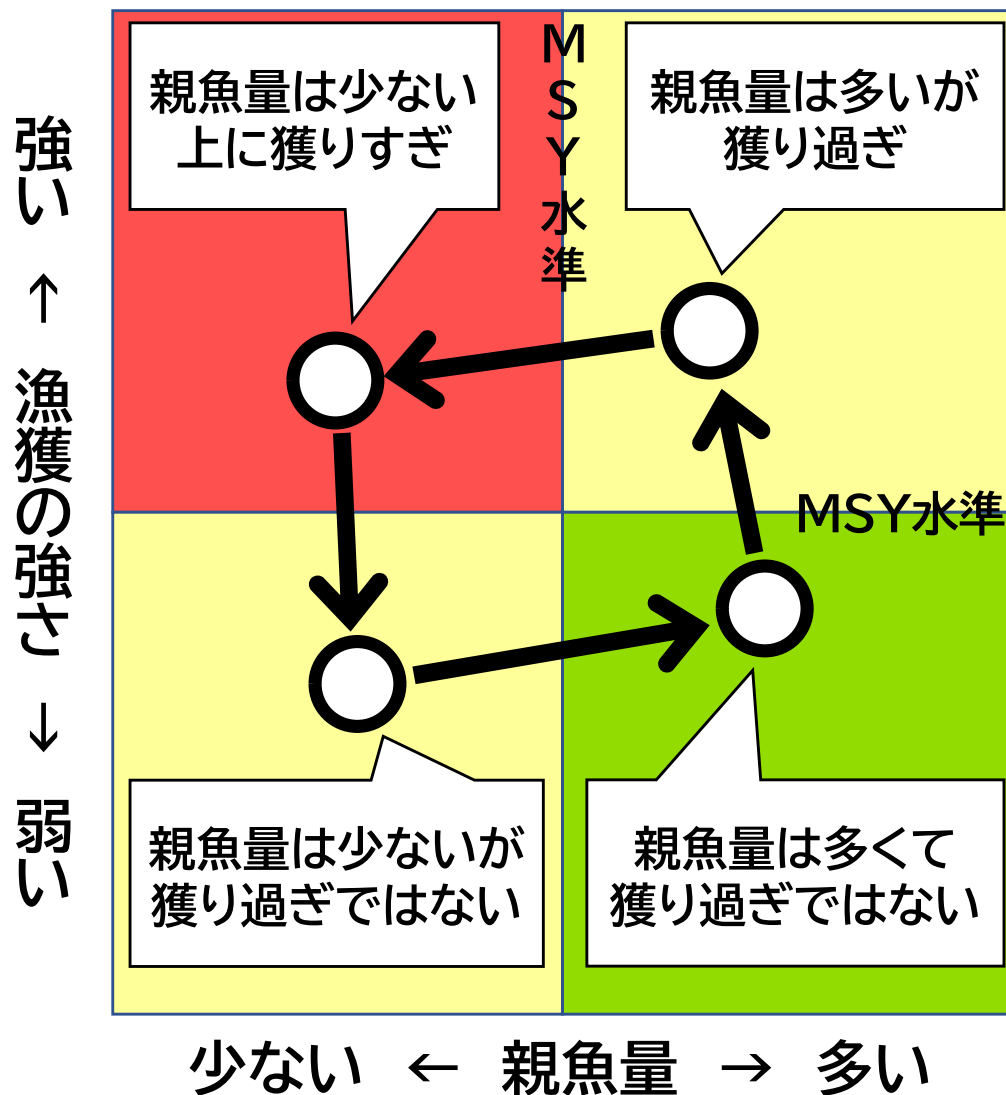 親魚量は少ない
上に獲りすぎ
MSY水準
親魚量は多いが
獲り過ぎ
強い ↑ 漁獲の強さ ↓ 弱い
MSY水準
親魚量は少ないが
獲り過ぎではない
親魚量は多くて
獲り過ぎではない
少ない ← 親魚量 → 多い